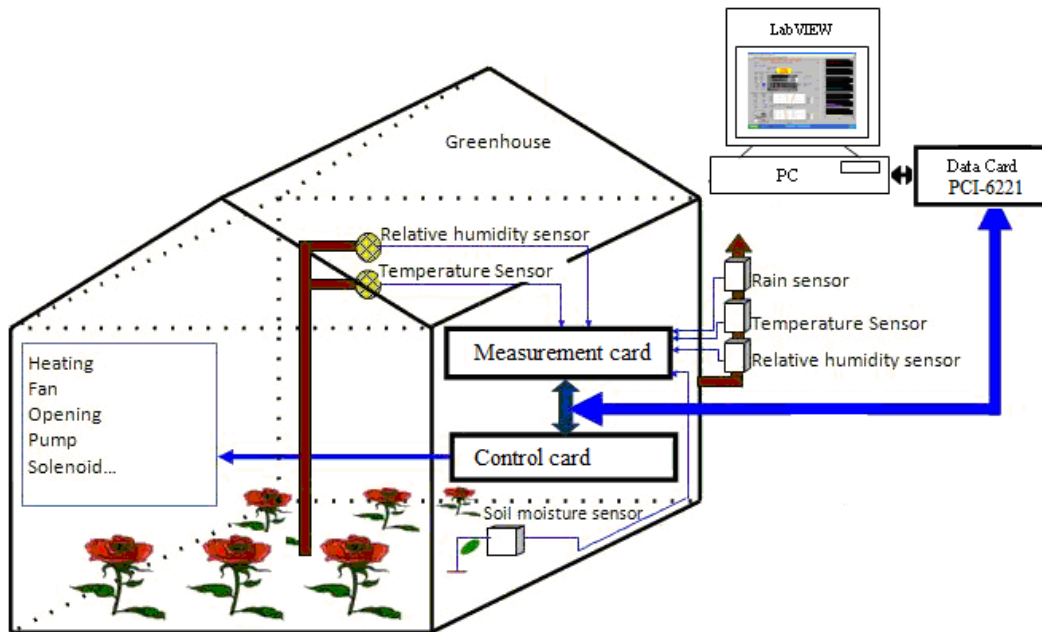 LabVIEW
Greenhouse
PC
Data Card
PCI-6221
Relative humidity sensor
Temperature Sensor
Rain sensor
Temperature Sensor
Relative humidity sensor
Measurement card
Heating
Fan
Opening
Pump
Solenoid...
Control card
Soil moisture sensor